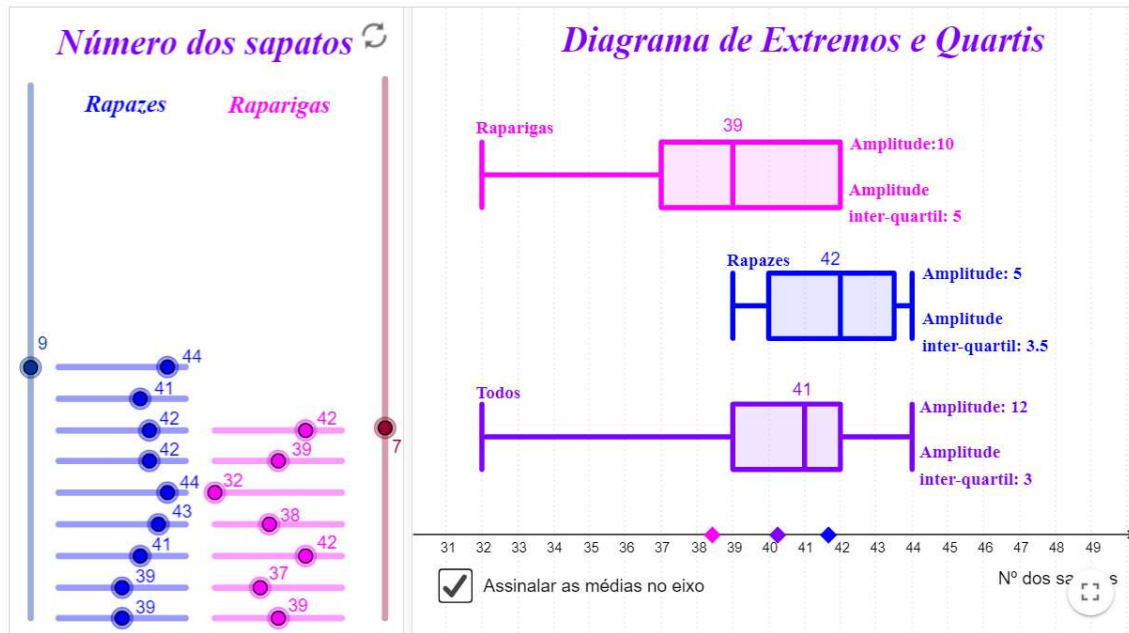 Número dos sapatos
Rapazes Raparigas
9
44
41
42 42
7
42 39
44 32
43 38
41 42
39 37
39 39
Diagrama de Extremos e Quartis
Raparigas
39
Amplitude:10
Amplitude
inter-quartil: 5
Rapazes
42
Amplitude: 5
Amplitude
inter-quartil: 3.5
Todos
41
Amplitude: 12
Amplitude
inter-quartil: 3
31 32 33 34 35 36 37 38 39 40 41 42 43 44 45 46 47 48 49
Assinalar as médias no eixo
Nº dos